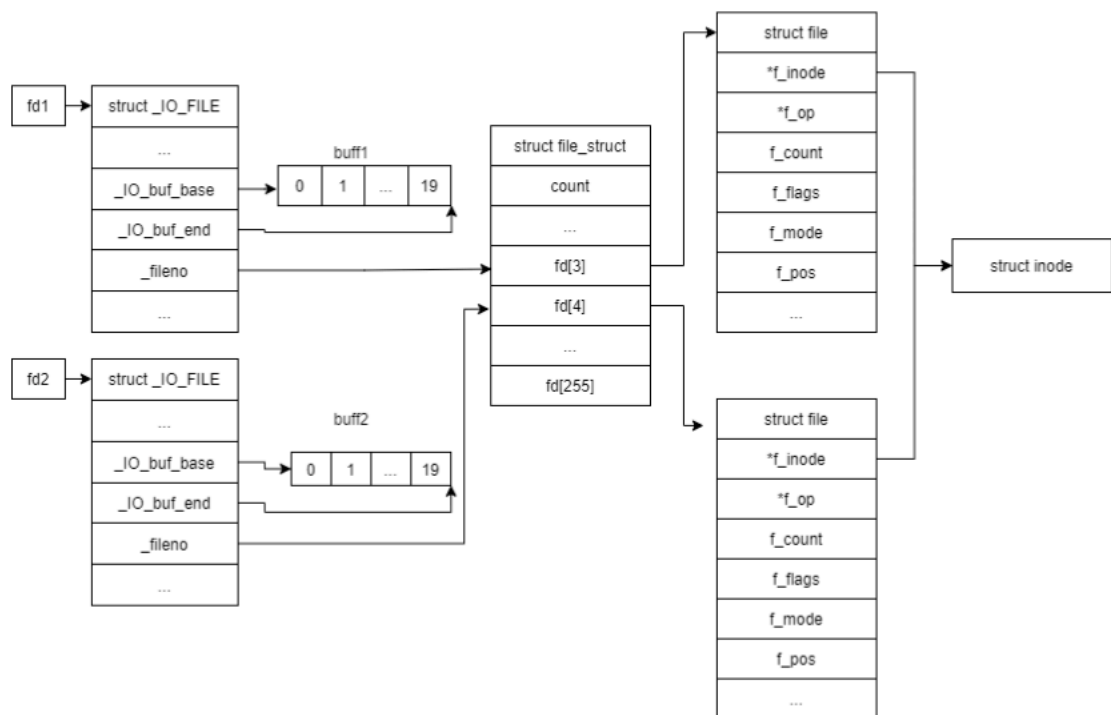 fd1
struct _IO_FILE
...
_IO_buf_base
_IO_buf_end
_fileno
...
buff1
0 1 ... 19
fd2
struct _IO_FILE
...
_IO_buf_base
_IO_buf_end
_fileno
...
buff2
0 1 ... 19
struct file_struct
count
...
fd[3]
fd[4]
...
fd[255]
struct file
*f_inode
*f_op
f_count
f_flags
f_mode
f_pos
...
struct file
*f_inode
*f_op
f_count
f_flags
f_mode
f_pos
...
struct inode